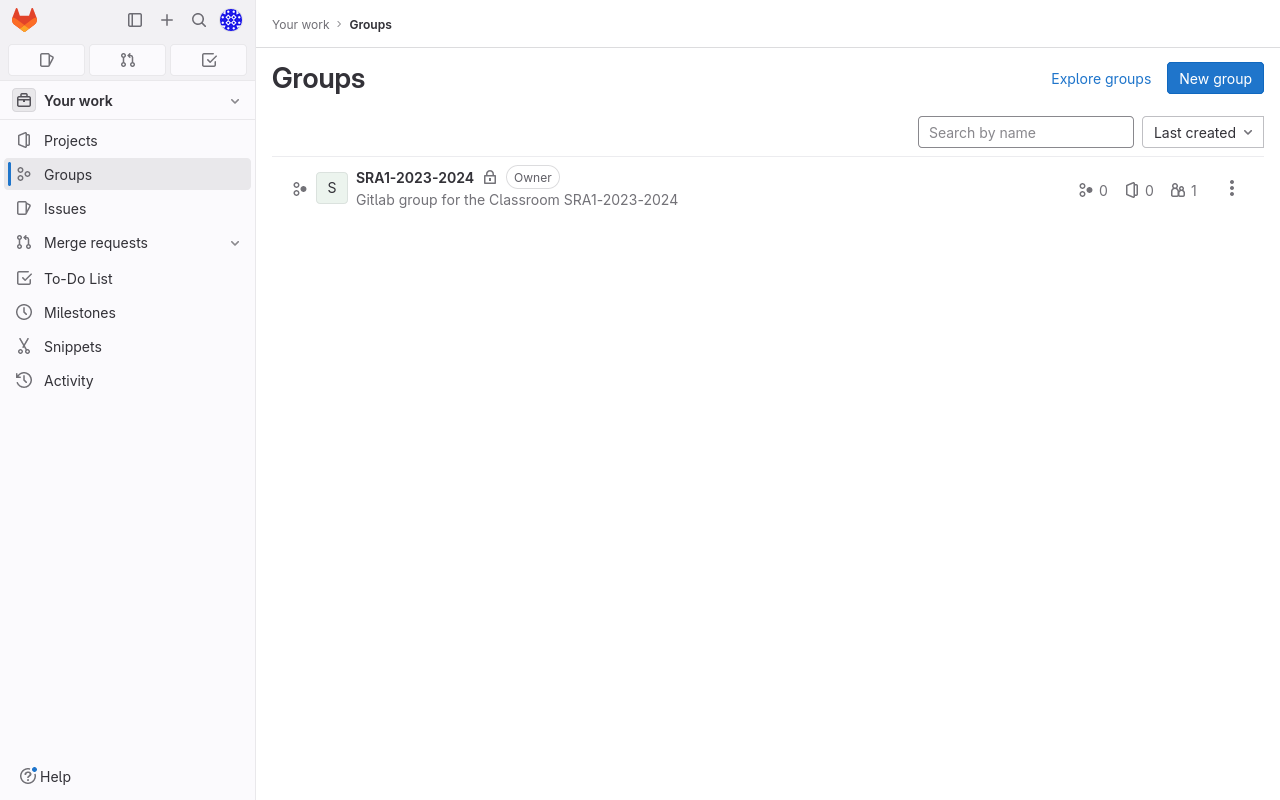 Your work
Groups
Your work
Projects
Groups
Issues
Merge requests
To-Do List
Milestones
Snippets
Activity
Help
Groups
Explore groups
New group
Search by name
Last created
S
SRA1-2023-2024
Owner
Gitlab group for the Classroom SRA1-2023-2024
0
0
1